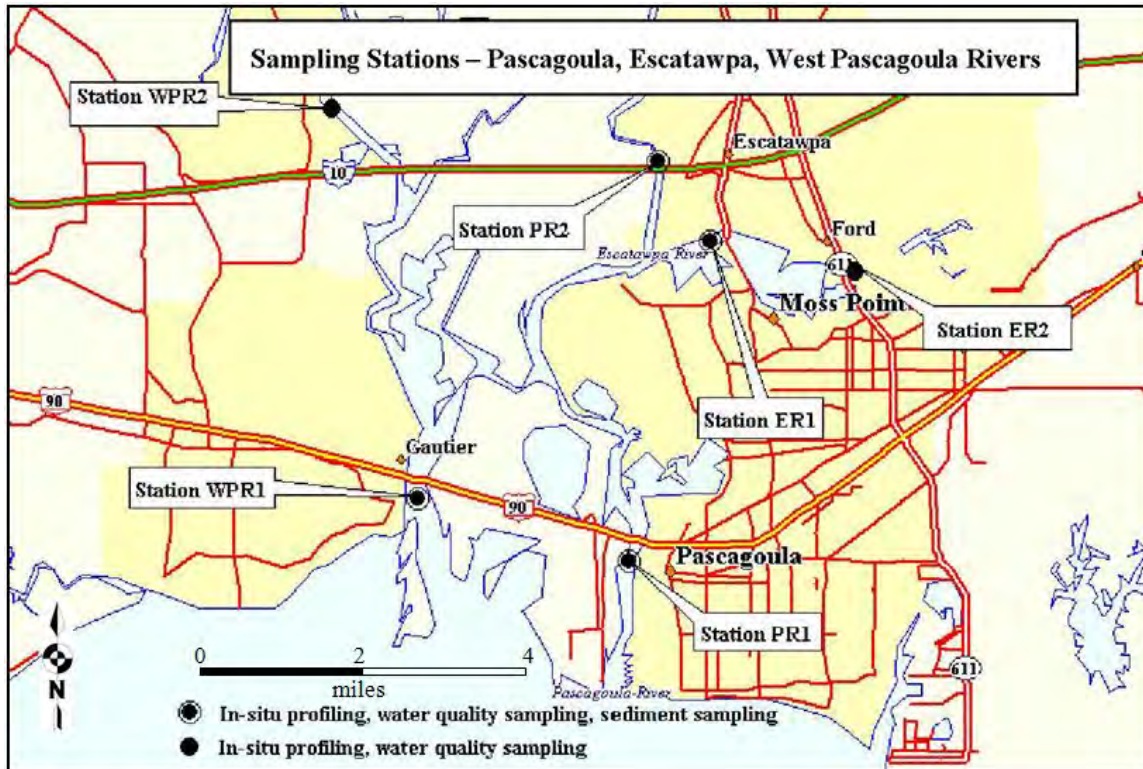 Sampling Stations – Pascagoula, Escatawpa, West Pascagoula Rivers
Station WPR2
Escatawpa
10
Station PR2
Escatawpa River
Ford
611
Moss Point
Station ER2
90
Station ER1
Gautier
Station WPR1
90
Pascagoula
Station PR1
0 2 4
miles
611
N
Pascagoula River
In-situ profiling, water quality sampling, sediment sampling
In-situ profiling, water quality sampling